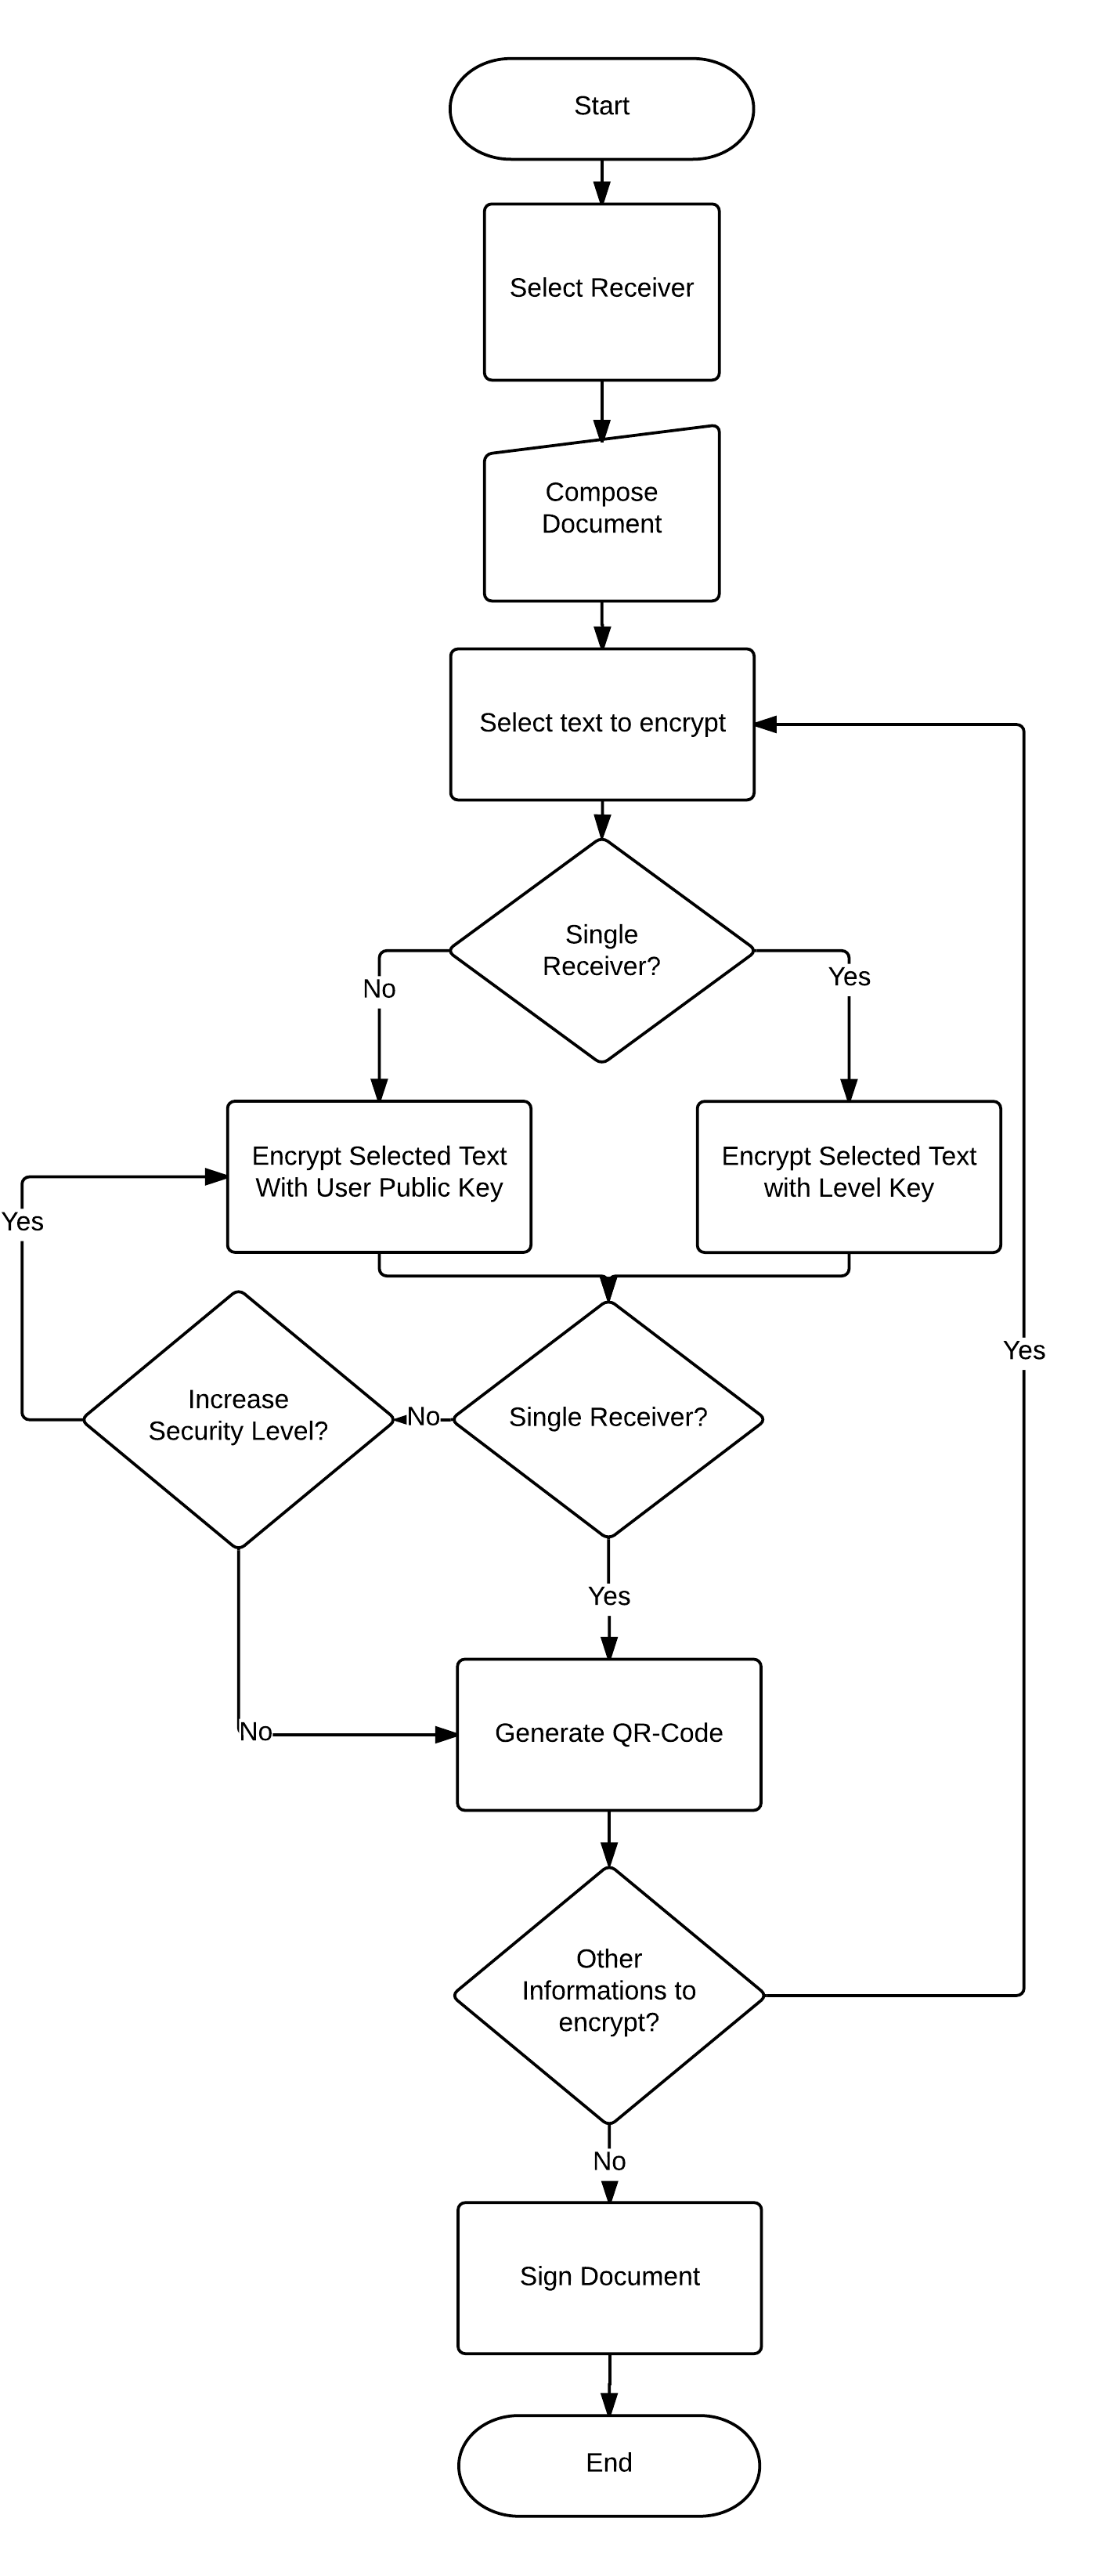 Start
Select Receiver
Compose
Document
Select text to encrypt
Single
Receiver?
No
Yes
Encrypt Selected Text
With User Public Key
Encrypt Selected Text
with Level Key
Yes
Increase
Security Level?
No
Single Receiver?
Yes
Yes
No
Generate QR-Code
Other
Informations to
encrypt?
No
Sign Document
End